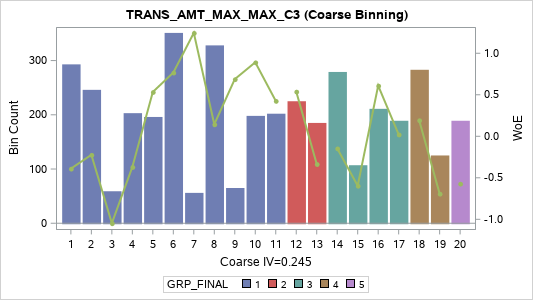 TRANS_AMT_MAX_MAX_C3 (Coarse Binning)
Bin Count
300
200
100
0
1.0
0.5
0.0
-0.5
-1.0
WoE
1 2 3 4 5 6 7 8 9 10 11 12 13 14 15 16 17 18 19 20
Coarse IV=0.245
GRP_FINAL 1 2 3 4 5